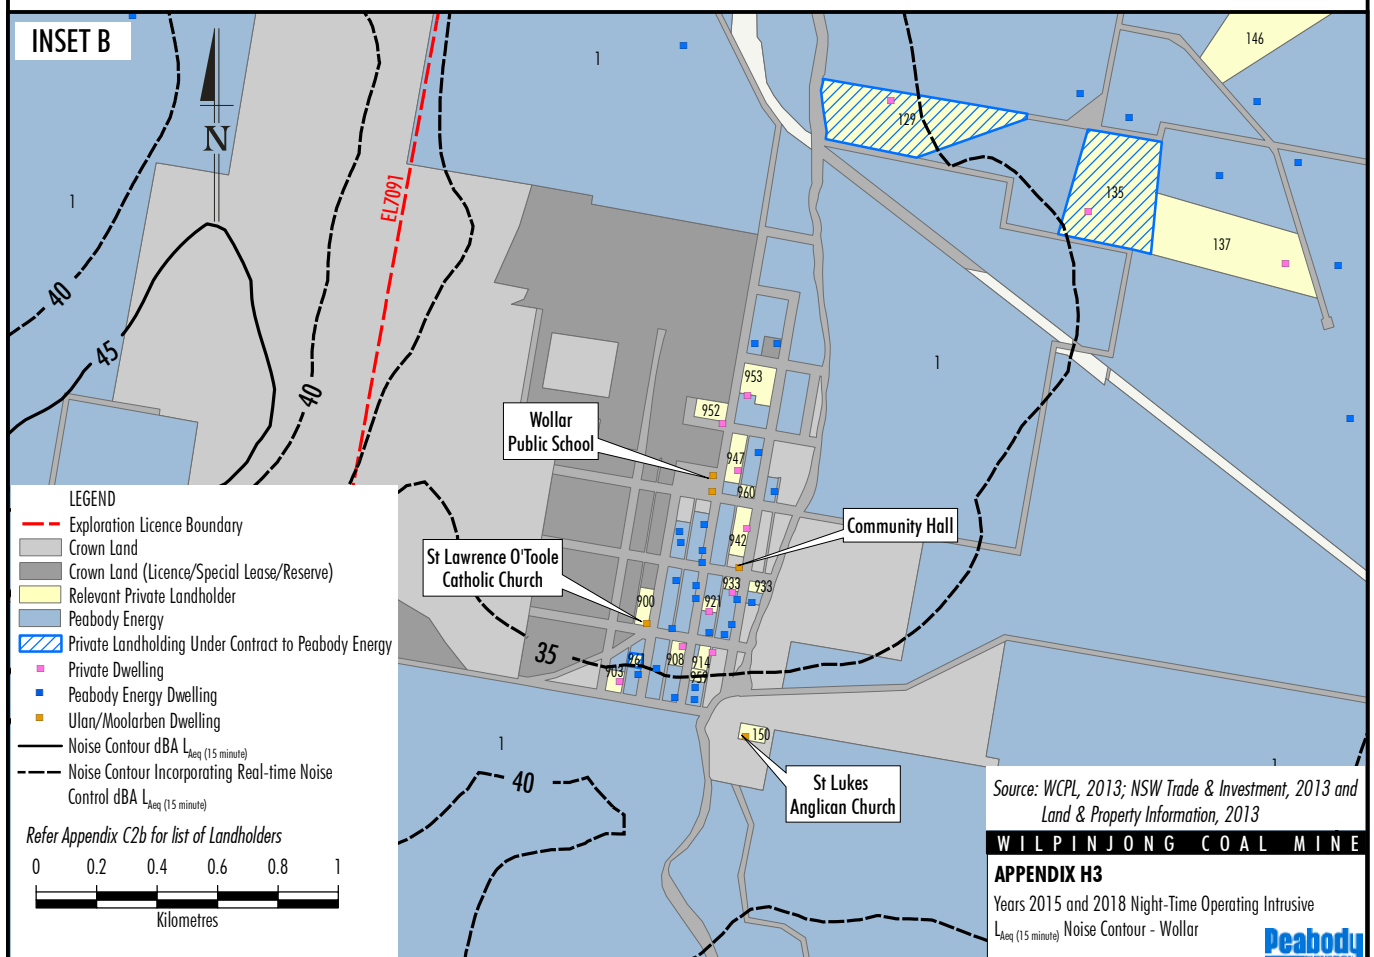 INSET B
N
1
1
146
129
135
137
EL7091
40
45
40
1
953
952
Wollar
Public School
947
960
942
Community Hall
St Lawrence O'Toole
Catholic Church
933
933
921
900
35
961
908
914
903
959
150
1
40
St Lukes
Anglican Church
1
LEGEND
Exploration Licence Boundary
Crown Land
Crown Land (Licence/Special Lease/Reserve)
Relevant Private Landholder
Peabody Energy
Private Landholding Under Contract to Peabody Energy
Private Dwelling
Peabody Energy Dwelling
Ulan/Moolarben Dwelling
Noise Contour dBA LAeq (15 minute)
Noise Contour Incorporating Real-time Noise
Control dBA LAeq (15 minute)
Refer Appendix C2b for list of Landholders
0 0.2 0.4 0.6 0.8 1
Kilometres
Source: WCPL, 2013; NSW Trade & Investment, 2013 and
Land & Property Information, 2013
WILPINJONG COAL MINE
APPENDIX H3
Years 2015 and 2018 Night-Time Operating Intrusive
LAeq (15 minute) Noise Contour - Wollar
Peabody